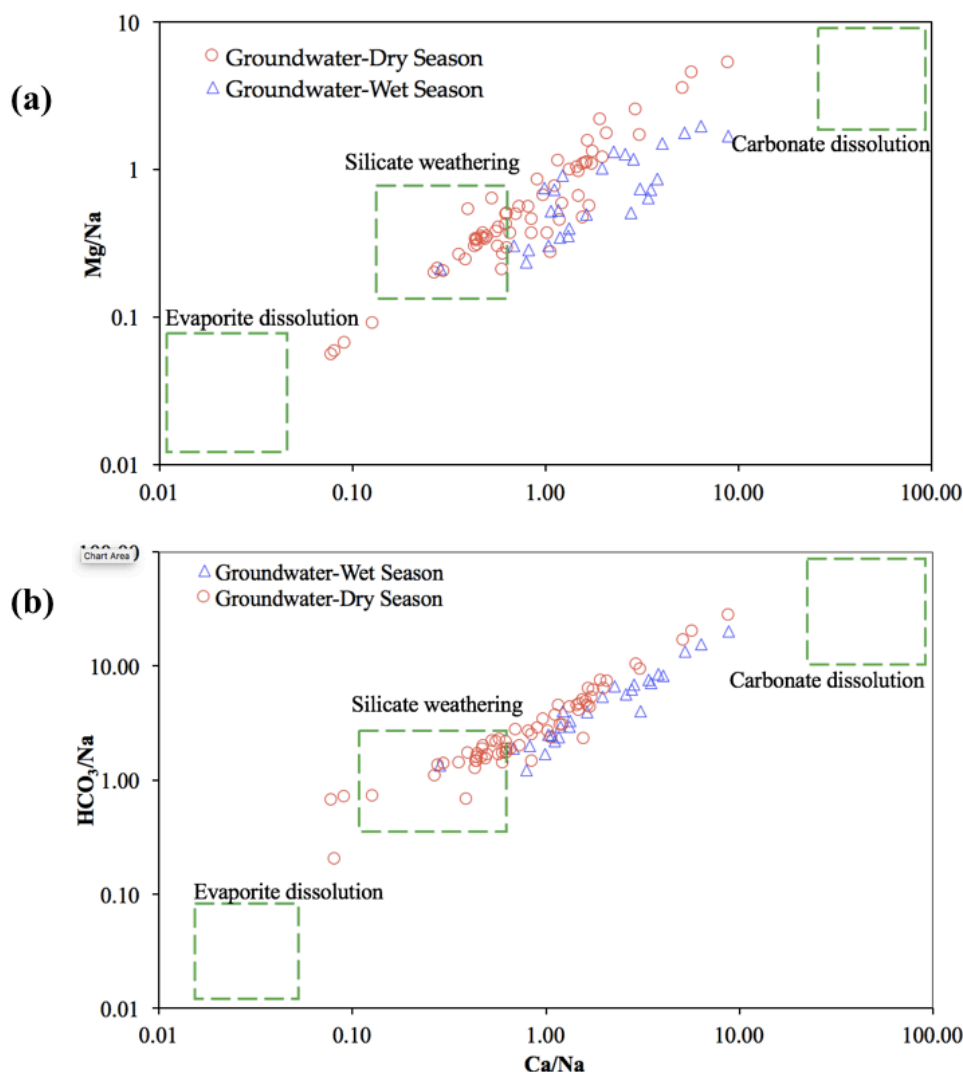 (a)
10
1
0.1
0.01
Mg/Na
Groundwater-Dry Season
Groundwater-Wet Season
Silicate weathering
Carbonate dissolution
Evaporite dissolution
0.01 0.10 1.00 10.00 100.00
(b)
Chart Area
10.00
1.00
0.10
0.01
HCO₃/Na
Groundwater-Wet Season
Groundwater-Dry Season
Silicate weathering
Carbonate dissolution
Evaporite dissolution
0.01 0.10 1.00 10.00 100.00
Ca/Na